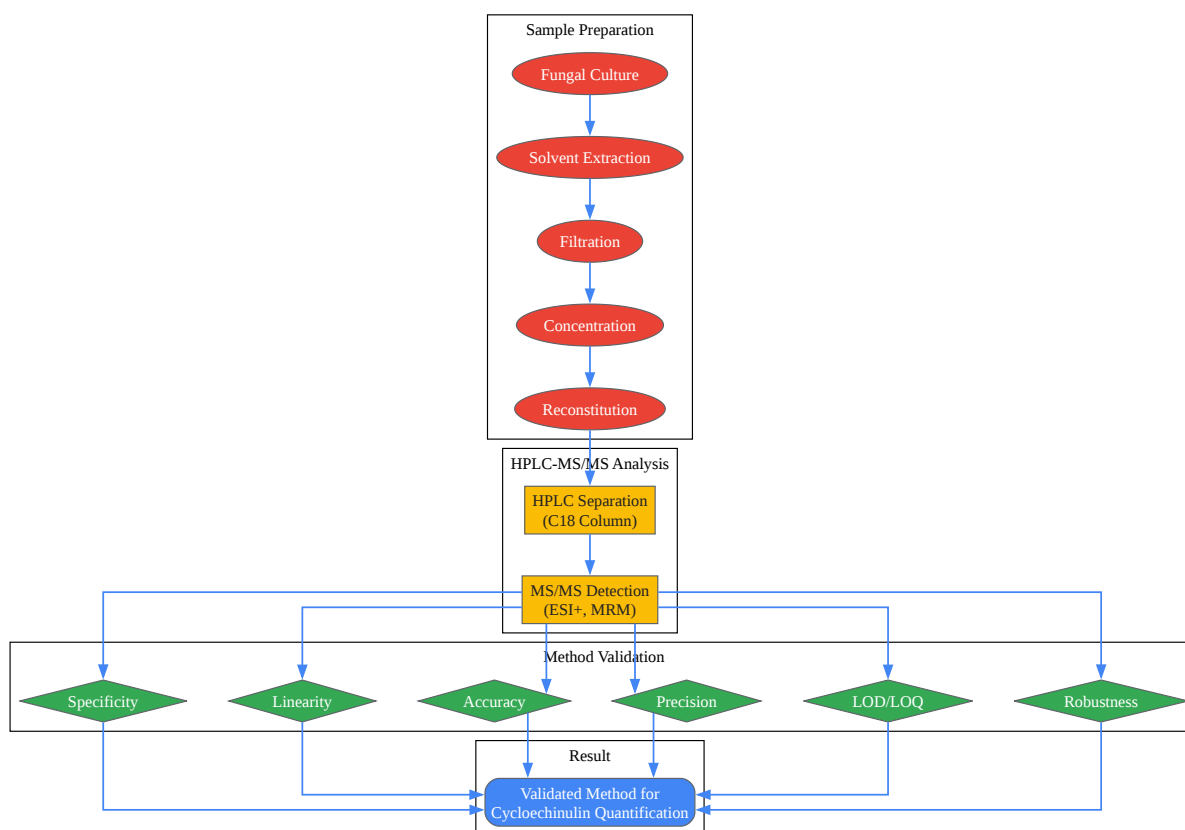 Sample Preparation
Fungal Culture
Solvent Extraction
Filtration
Concentration
Reconstitution
HPLC-MS/MS Analysis
HPLC Separation
(C18 Column)
MS/MS Detection
(ESI+, MRM)
Method Validation
Specificity
Linearity
Accuracy
Precision
LOD/LOQ
Robustness
Result
Validated Method for
Cycloechinulin Quantification